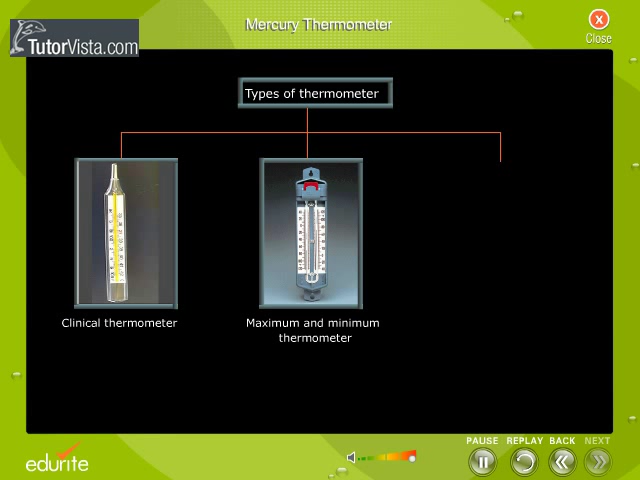 Mercury Thermometer
X
Close
TutorVista.com
Types of thermometer
Clinical thermometer
Maximum and minimum
thermometer
PAUSE REPLAY BACK NEXT
edurite